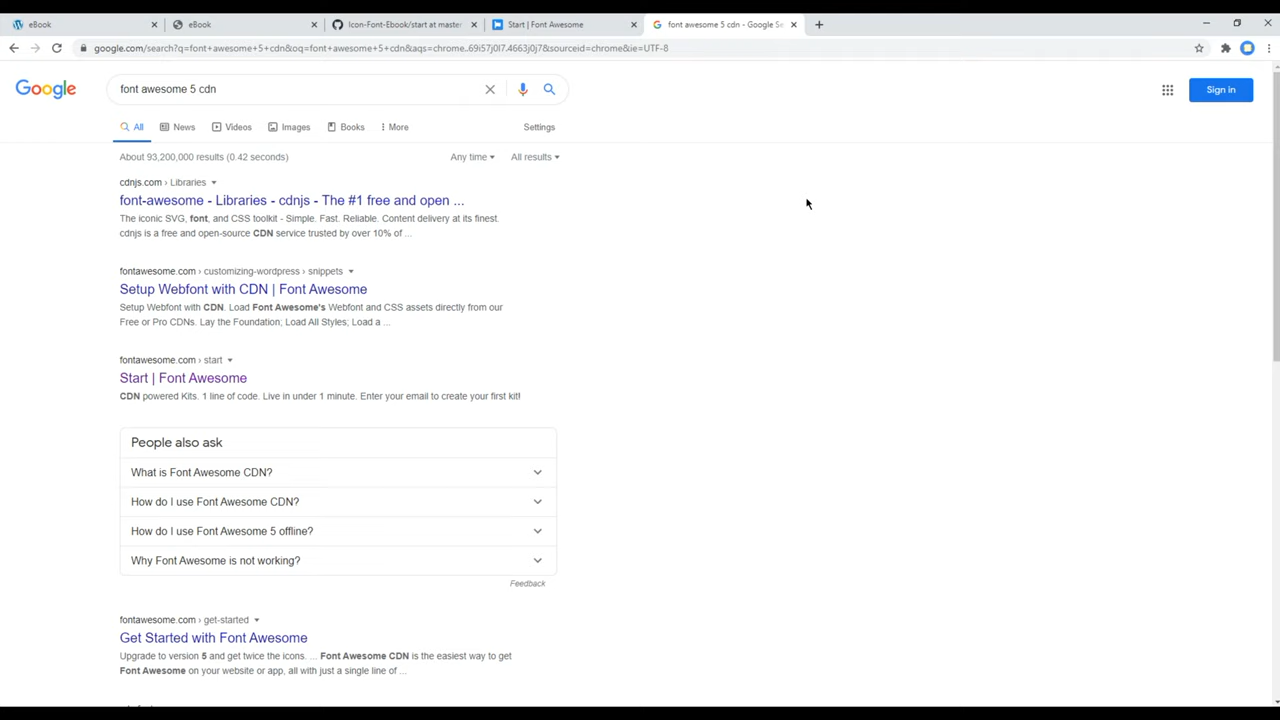 eBook
eBook
Icon-Font-Ebook/start at master
Start | Font Awesome
font awesome 5 cdn - Google Se
google.com/search?q=font+awesome+5+cdn&oq=font+awesome+5+cdn&aqs=chrome..69i57j0l7.4663j0j7&sourceid=chrome&ie=UTF-8
Google
font awesome 5 cdn
Sign in
All
News
Videos
Images
Books
More
Settings
About 93,200,000 results (0.42 seconds)
Any time
All results
cdnjs.com › Libraries
font-awesome - Libraries - cdnjs - The #1 free and open ...
The iconic SVG, font, and CSS toolkit - Simple. Fast. Reliable. Content delivery at its finest.
cdnjs is a free and open-source CDN service trusted by over 10% of ...
fontawesome.com › customizing-wordpress › snippets
Setup Webfont with CDN | Font Awesome
Setup Webfont with CDN. Load Font Awesome's Webfont and CSS assets directly from our
Free or Pro CDNs. Lay the Foundation; Load All Styles; Load a ...
fontawesome.com › start
Start | Font Awesome
CDN powered Kits. 1 line of code. Live in under 1 minute. Enter your email to create your first kit!
People also ask
What is Font Awesome CDN?
How do I use Font Awesome CDN?
How do I use Font Awesome 5 offline?
Why Font Awesome is not working?
Feedback
fontawesome.com › get-started
Get Started with Font Awesome
Upgrade to version 5 and get twice the icons. ... Font Awesome CDN is the easiest way to get
Font Awesome on your website or app, all with just a single line of ...